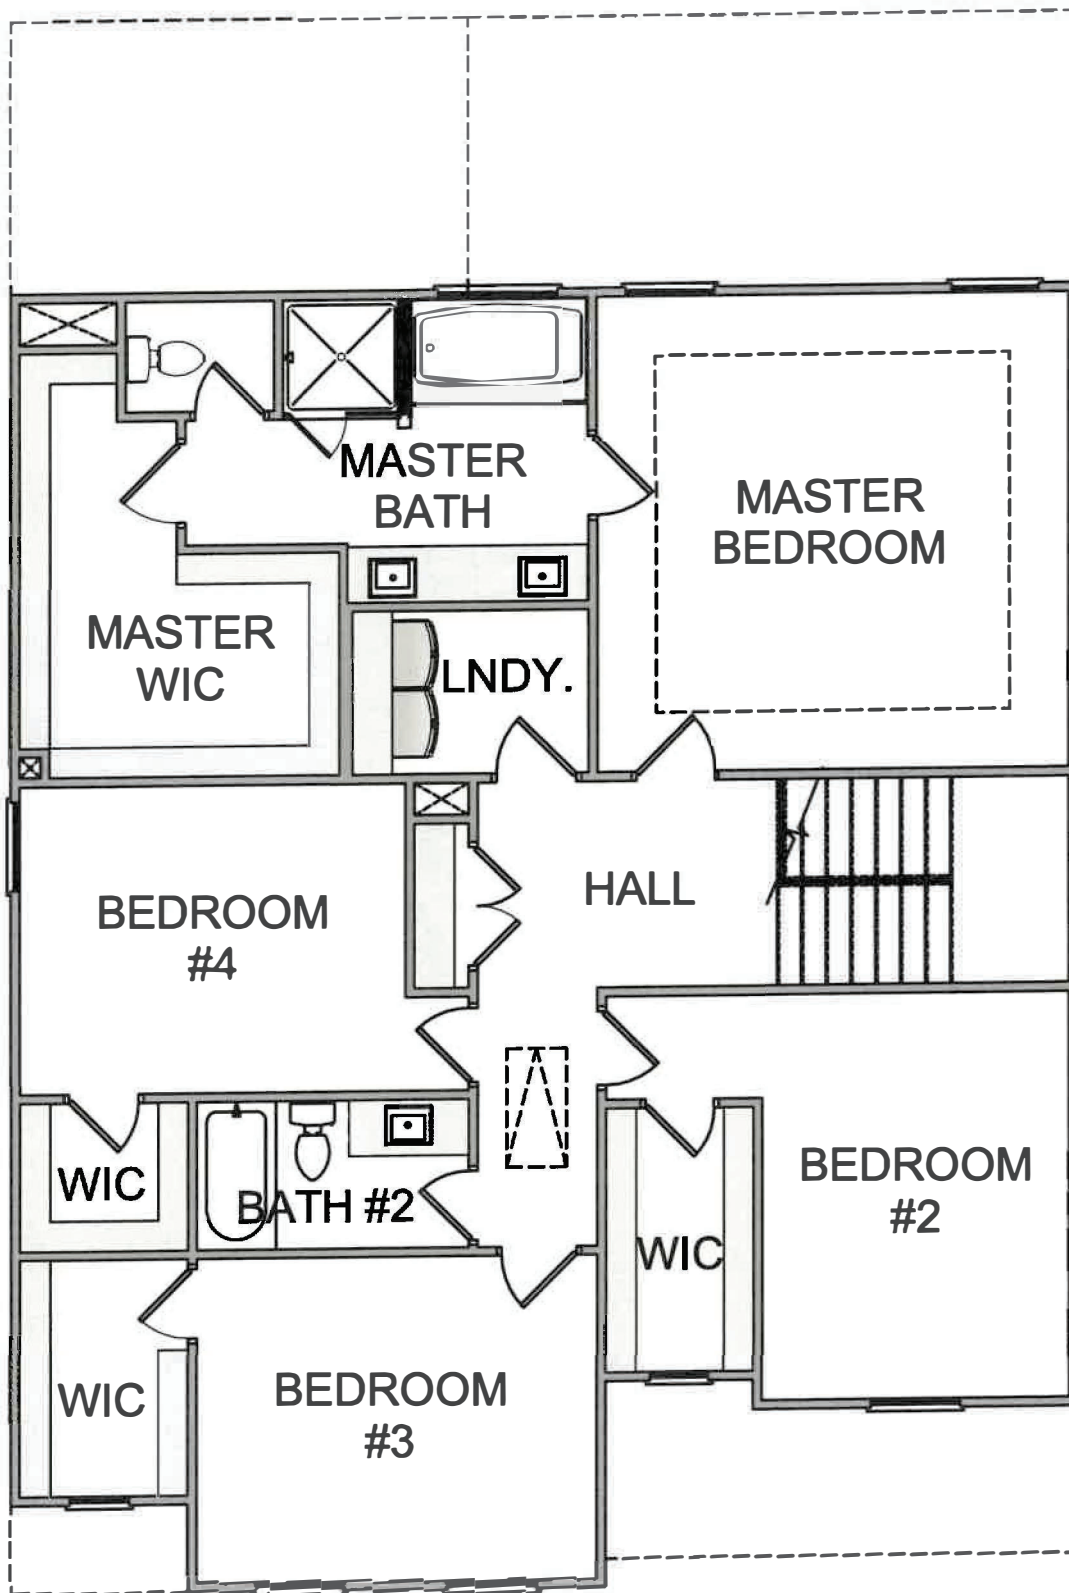 MASTER
BATH
MASTER
BEDROOM
MASTER
WIC
LNDY.
HALL
BEDROOM
#4
WIC
BATH #2
BEDROOM
#2
WIC
WIC
BEDROOM
#3